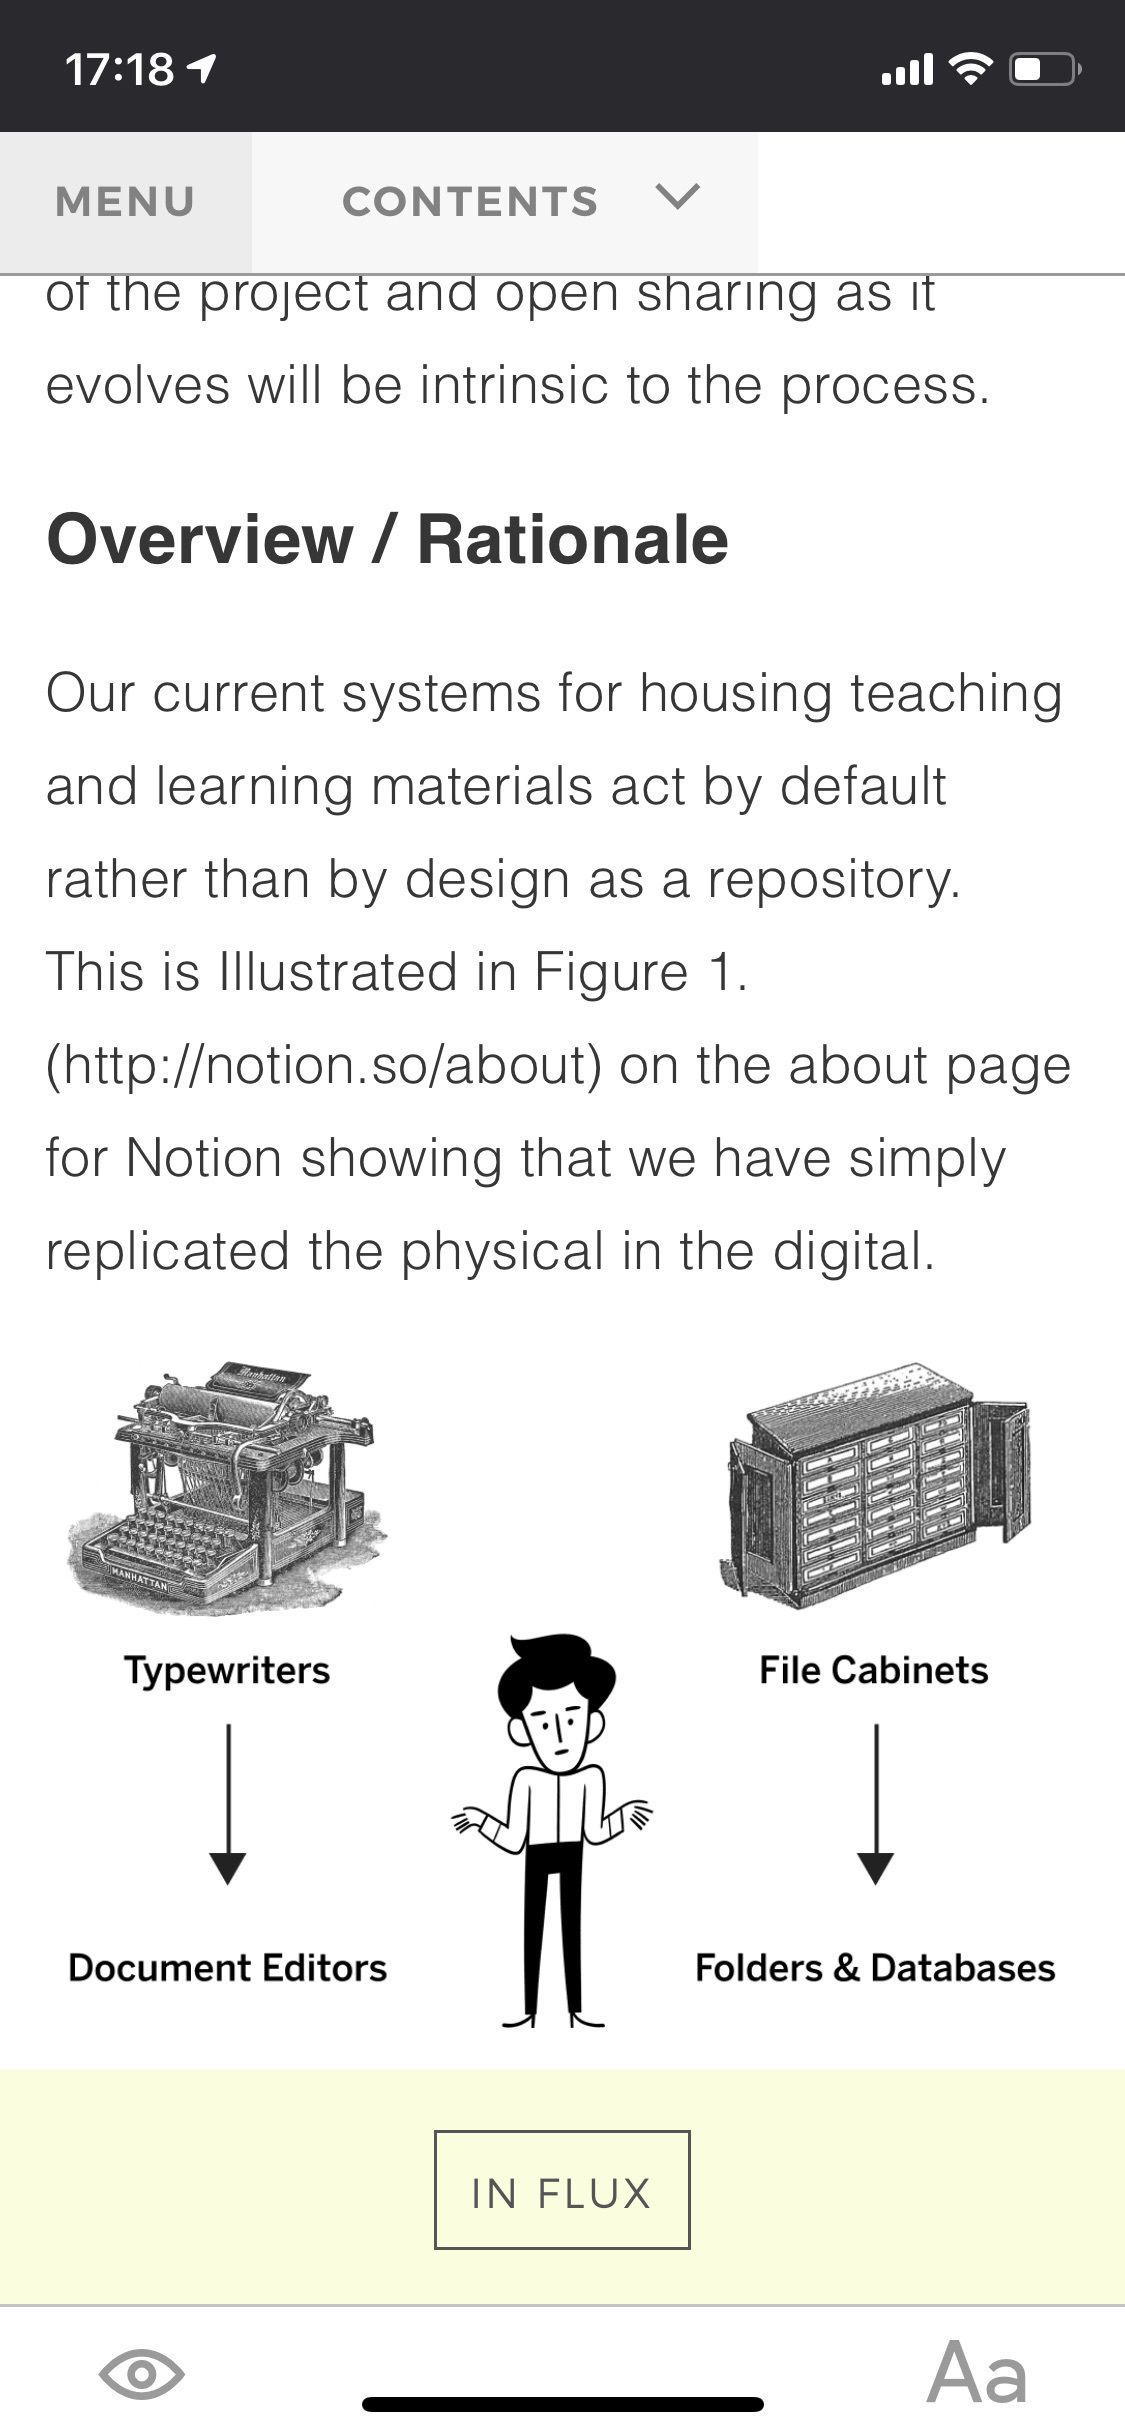 17:18
MENU CONTENTS
of the project and open sharing as it
evolves will be intrinsic to the process.
Overview / Rationale
Our current systems for housing teaching
and learning materials act by default
rather than by design as a repository.
This is Illustrated in Figure 1.
(http://notion.so/about) on the about page
for Notion showing that we have simply
replicated the physical in the digital.
Manhattan
MANHATTAN
Typewriters
File Cabinets
Document Editors
Folders & Databases
IN FLUX
Aa